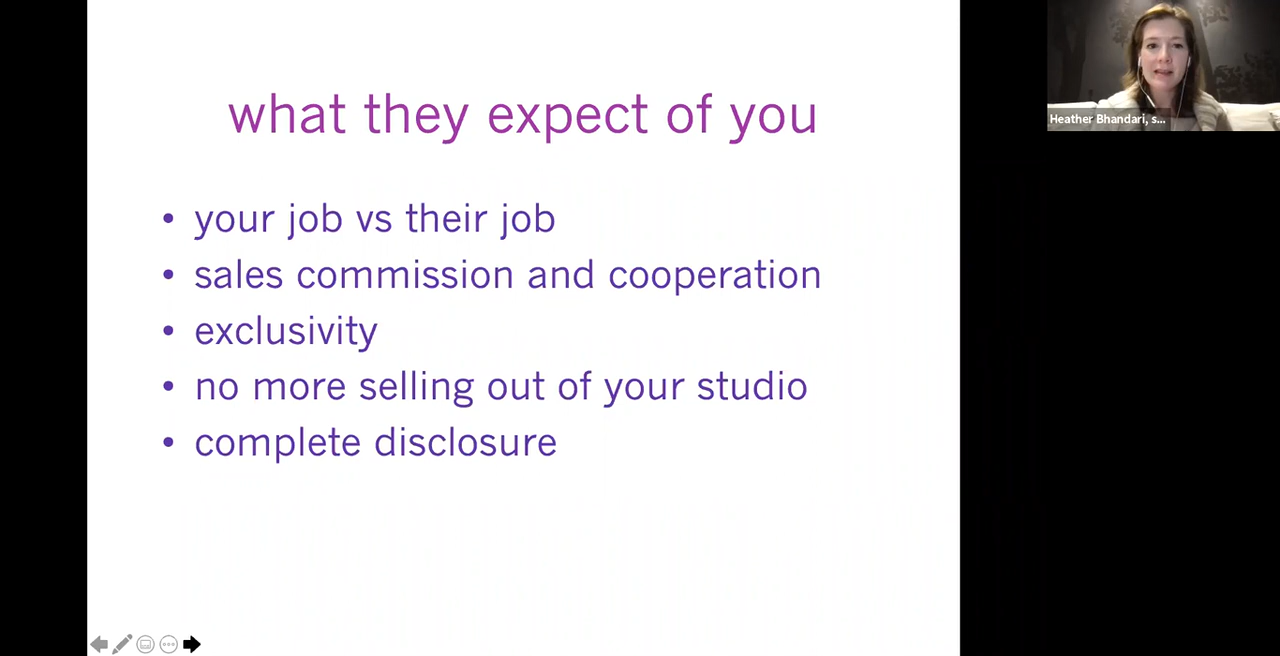 what they expect of you
• your job vs their job
• sales commission and cooperation
• exclusivity
• no more selling out of your studio
• complete disclosure
Heather Bhandari, s...